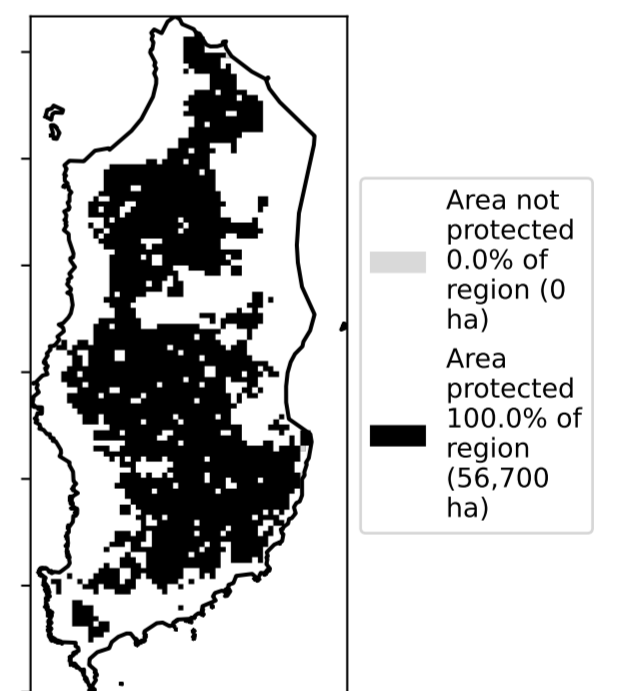 Area not
protected
0.0% of
region (0
ha)
Area
protected
100.0% of
region
(56,700
ha)